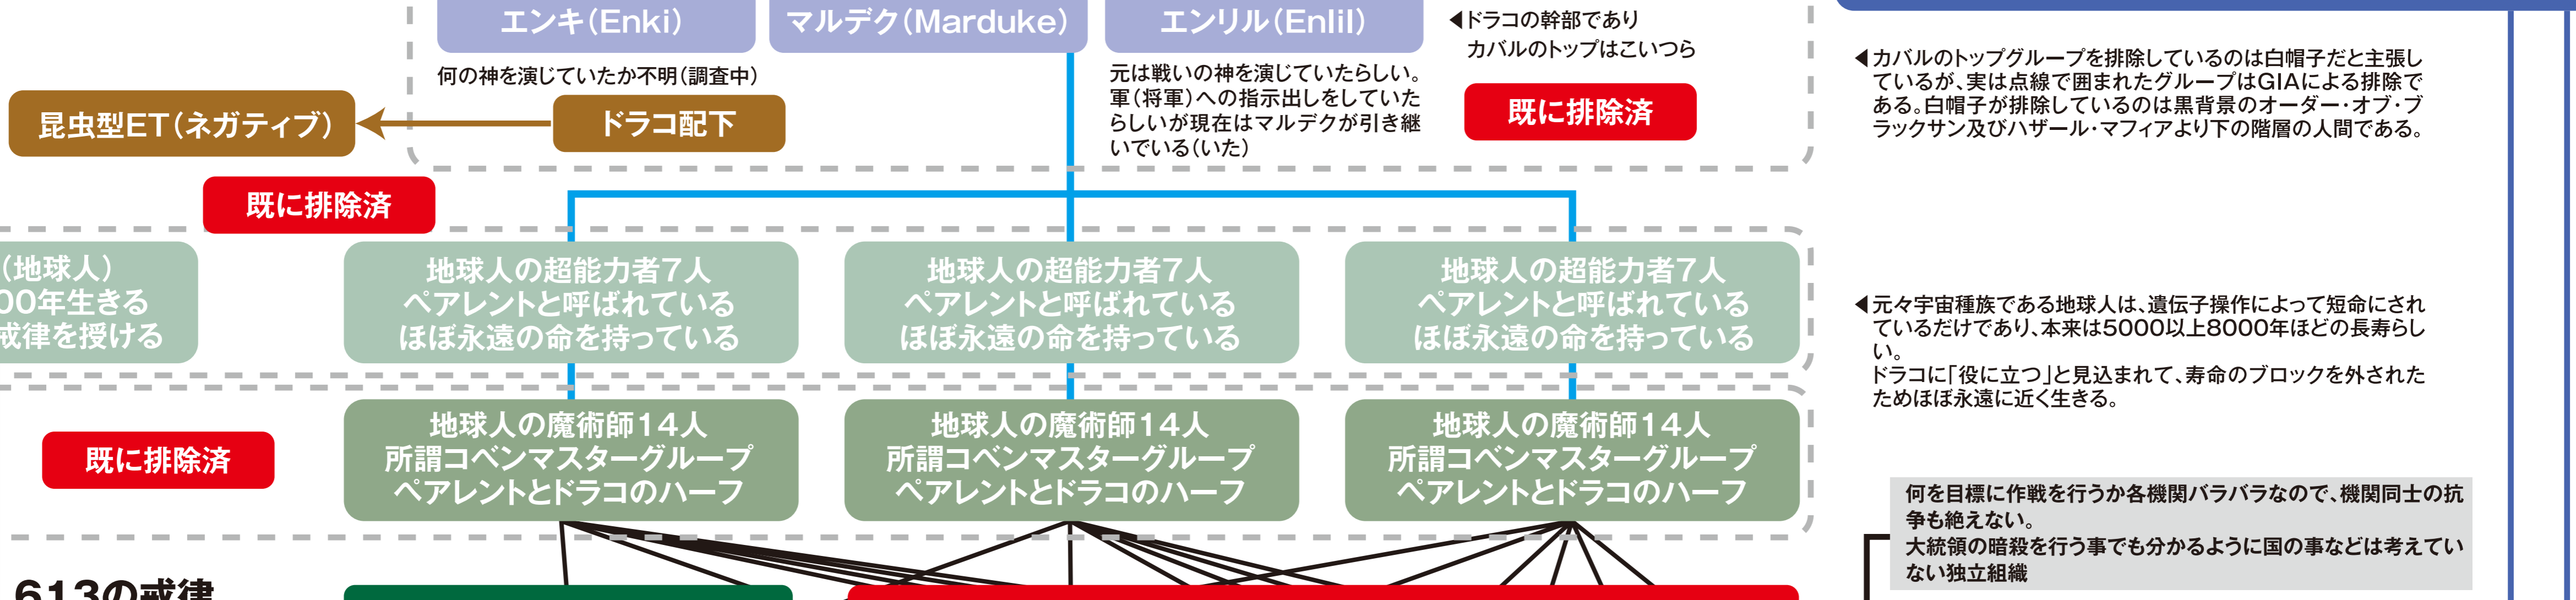 エンキ（Enki）
マルデク（Marduke）
エンリル（Enlil）
◀ドラコの幹部であり
カバルのトップはこいつら
既に排除済
何の神を演じていたか不明（調査中）
ドラコ配下
昆虫型ET（ネガティブ）
元は戦いの神を演じていたらしい。
軍（将軍）への指示出しをしていた
らしいが現在はマルデクが引き継
いでいる（いた）
◀カバルのトップグループを排除しているのは白帽子だと主張し
ているが、実は点線で囲まれたグループはGIAによる排除で
ある。白帽子が排除しているのは黒背景のオーダー・オブ・ブ
ラックサン及びハザール・マフィアより下の階層の人間である。
既に排除済
（地球人）
00年生きる
戒律を授ける
地球人の超能力者7人
ペアレントと呼ばれている
ほぼ永遠の命を持っている
地球人の超能力者7人
ペアレントと呼ばれている
ほぼ永遠の命を持っている
地球人の超能力者7人
ペアレントと呼ばれている
ほぼ永遠の命を持っている
◀元々宇宙種族である地球人は、遺伝子操作によって短命にされ
ているだけであり、本来は5000以上8000年ほどの長寿らし
い。
ドラコに「役に立つ」と見込まれて、寿命のブロックを外された
ためほぼ永遠に近く生きる。
既に排除済
地球人の魔術師14人
所謂コベンマスターグループ
ペアレントとドラコのハーフ
地球人の魔術師14人
所謂コベンマスターグループ
ペアレントとドラコのハーフ
地球人の魔術師14人
所謂コベンマスターグループ
ペアレントとドラコのハーフ
何を目標に作戦を行うか各機関バラバラなので、機関同士の抗
争も絶えない。
大統領の暗殺を行う事でも分かるように国の事などは考えてい
ない独立組織
613の戒律